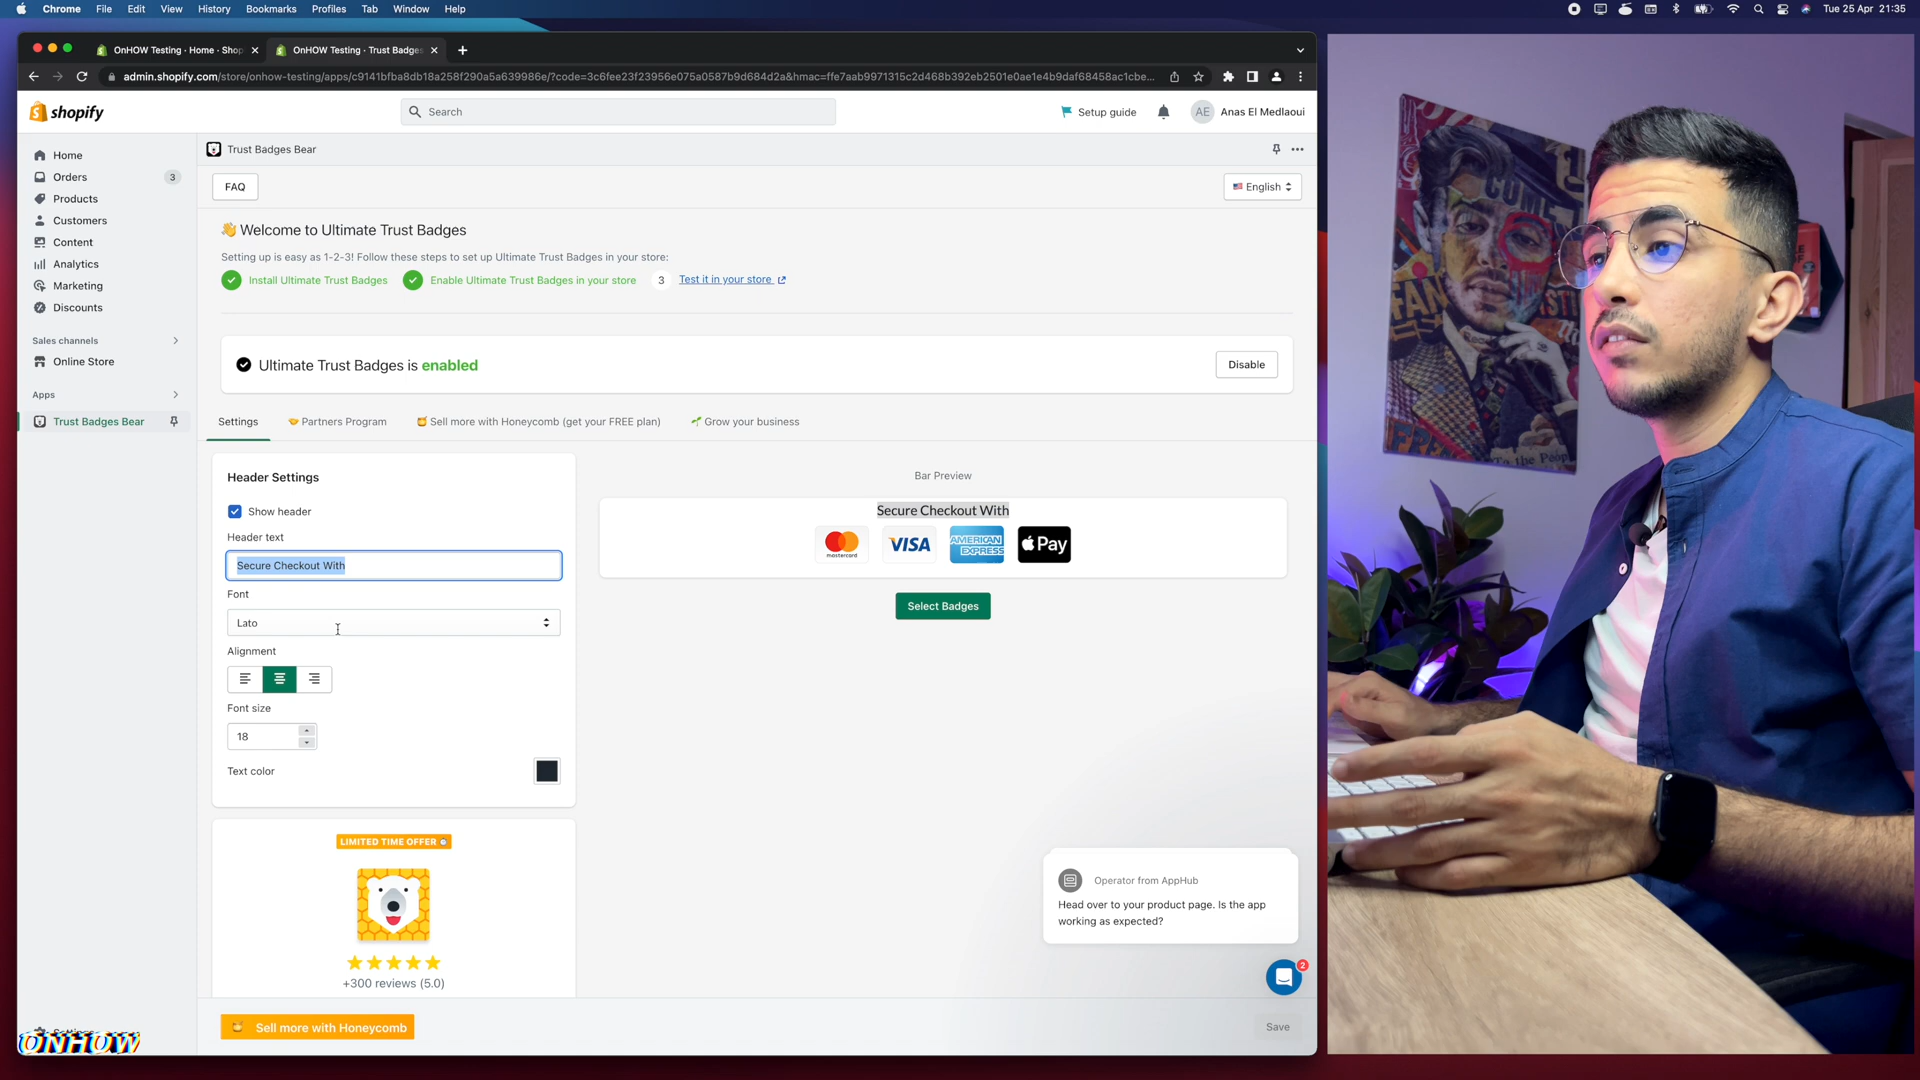 Chrome File Edit View History Bookmarks Profiles Tab Window Help
Tue 25 Apr 21:35
OnHOW Testing · Home · Shop
OnHOW Testing · Trust Badges
admin.shopify.com/store/onhow-testing/apps/c9141bfba8db18a258f290a5a639986e/?code=3c6fee23f23956e075a0587b9d684d2a&hmac=ffe7aab9971315c2d468b392eb2501e0ae1e4b9daf68458ac1cbe...
shopify
Search
Setup guide
AE
Anas El Medlaoui
Home
Orders 3
Products
Customers
Content
Analytics
Marketing
Discounts
Sales channels
Online Store
Apps
Trust Badges Bear
Trust Badges Bear
FAQ
English
Welcome to Ultimate Trust Badges
Setting up is easy as 1-2-3! Follow these steps to set up Ultimate Trust Badges in your store:
Install Ultimate Trust Badges
Enable Ultimate Trust Badges in your store
3 Test it in your store
Ultimate Trust Badges is enabled
Disable
Settings
Partners Program
Sell more with Honeycomb (get your FREE plan)
Grow your business
Header Settings
Show header
Header text
Secure Checkout With
Font
Lato
Alignment
Font size
18
Text color
Bar Preview
Secure Checkout With
mastercard
VISA
AMERICAN EXPRESS
Pay
Select Badges
LIMITED TIME OFFER
+300 reviews (5.0)
Operator from AppHub
Head over to your product page. Is the app
working as expected?
2
Sell more with Honeycomb
Save
ONHOW